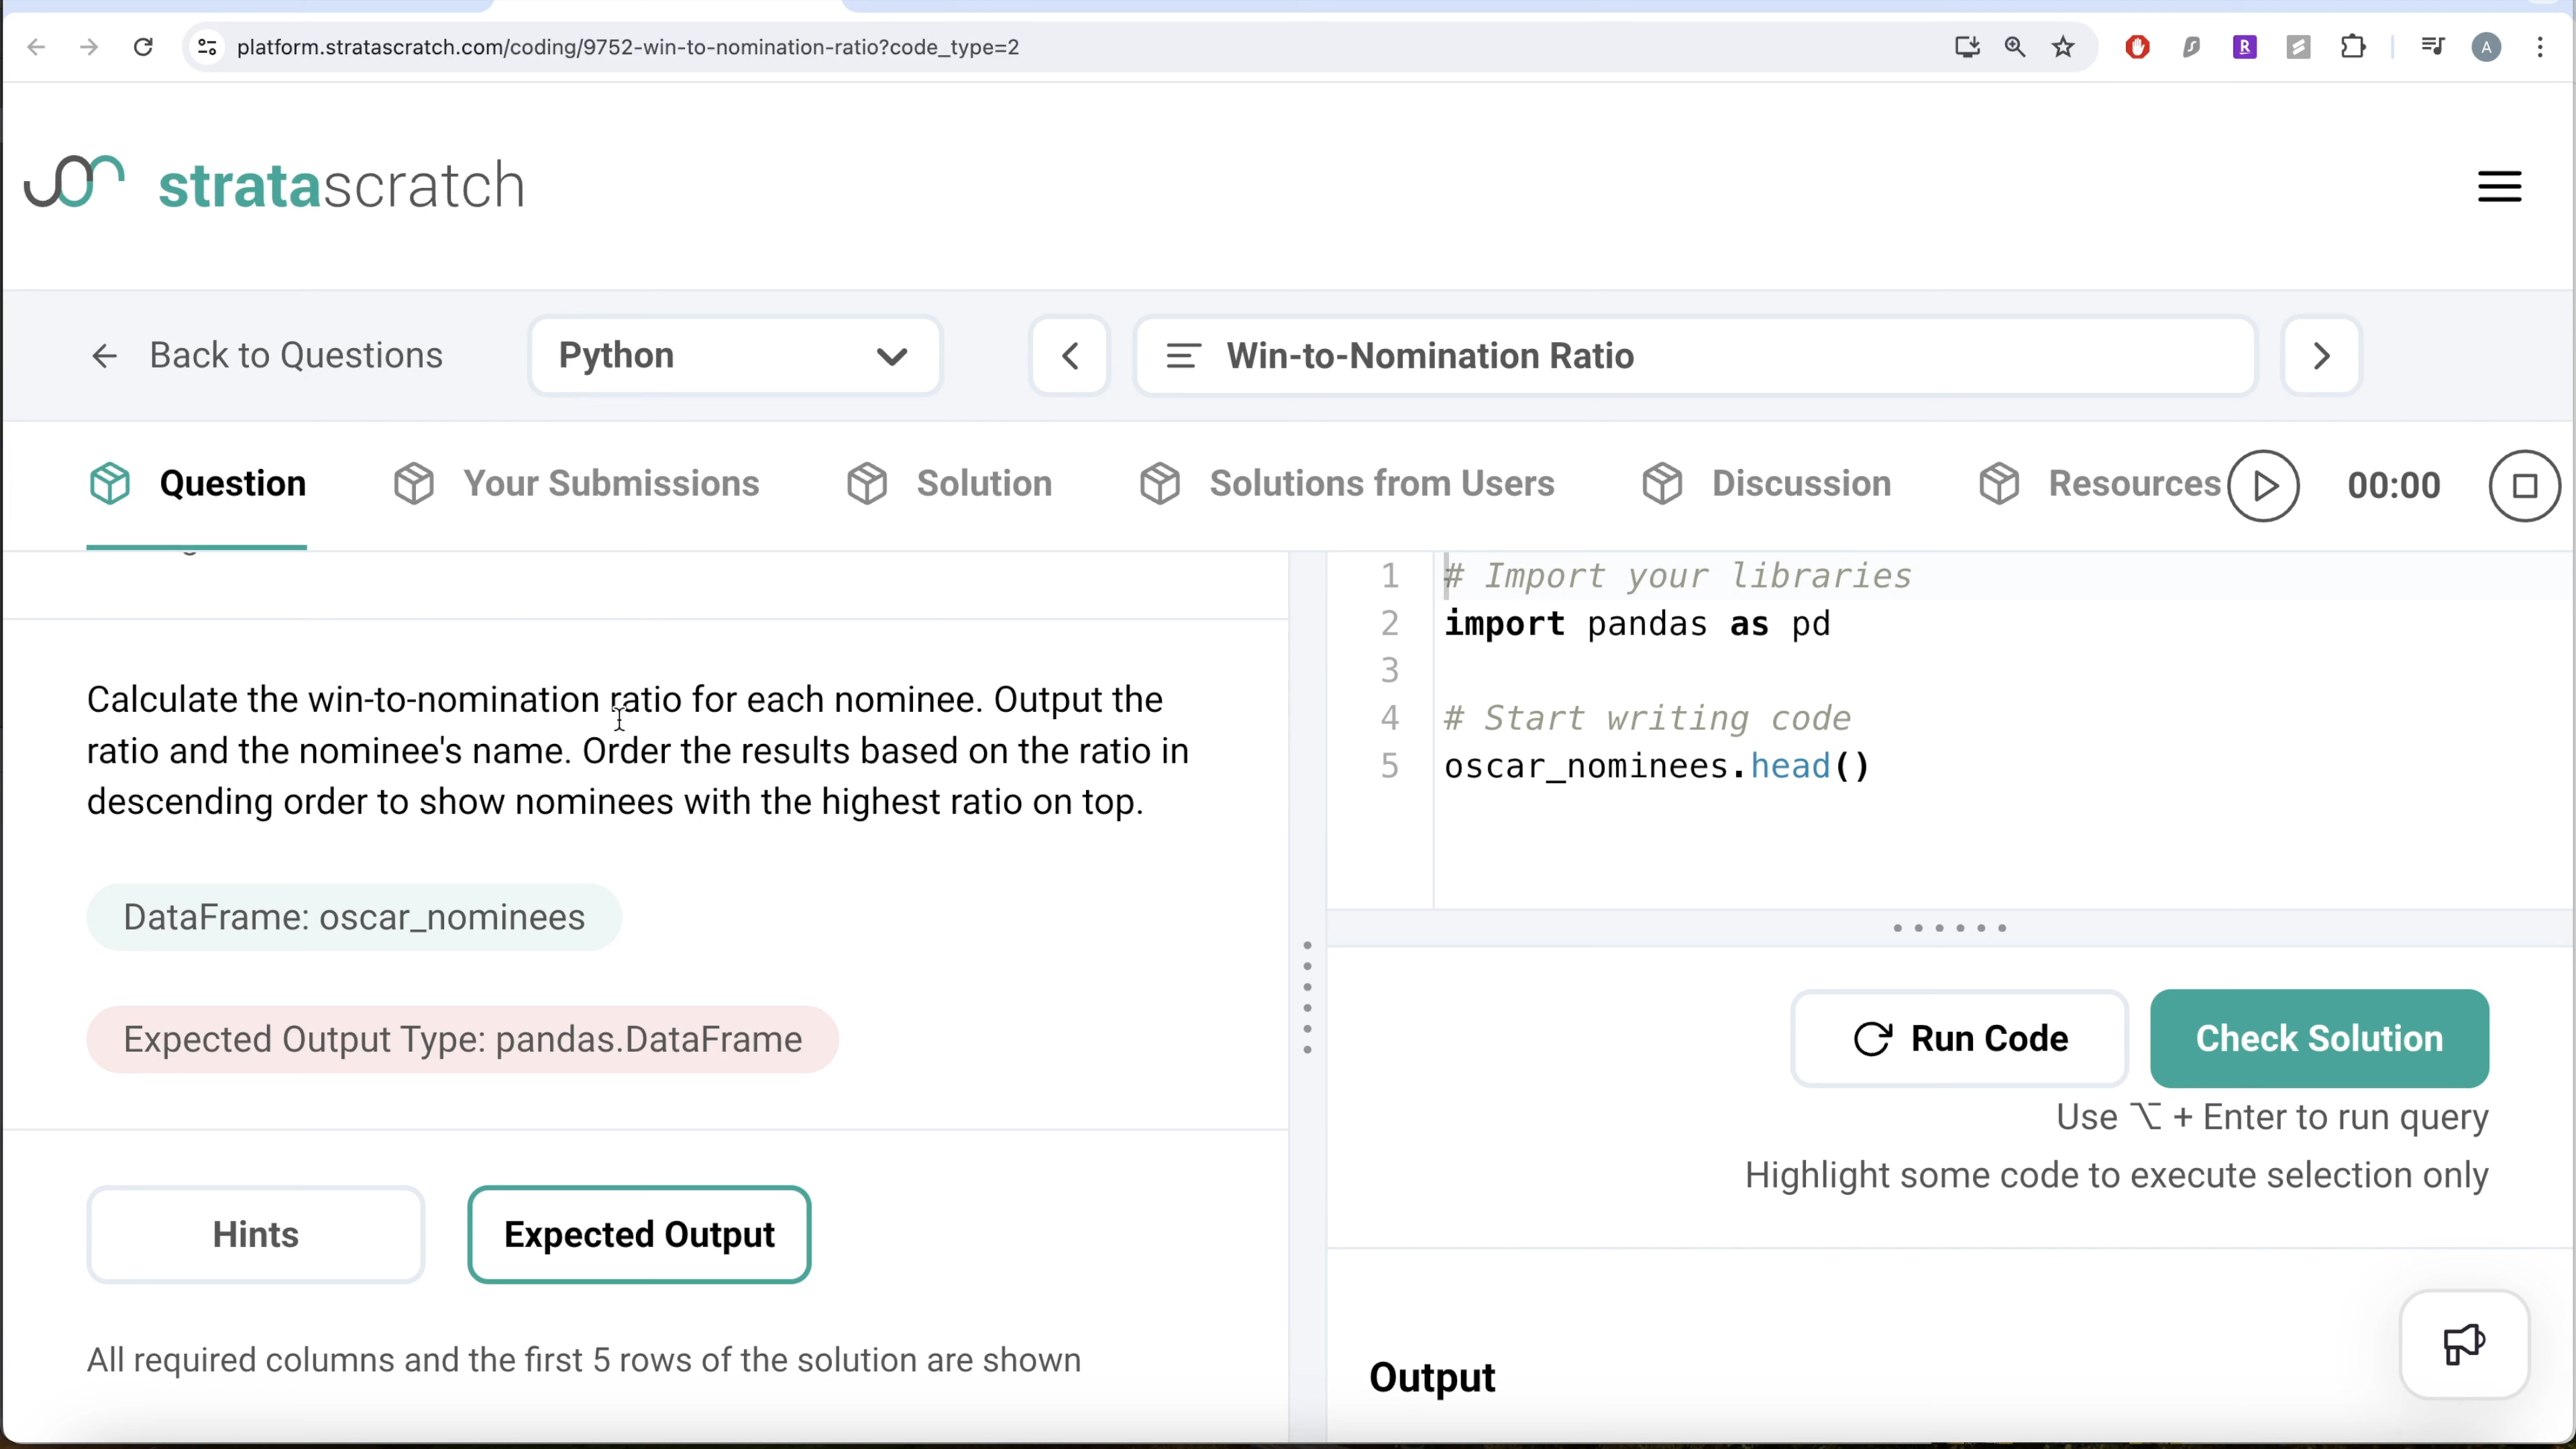 platform.stratascratch.com/coding/9752-win-to-nomination-ratio?code_type=2
R
A
stratascratch
Back to Questions
Python
Win-to-Nomination Ratio
Question
Your Submissions
Solution
Solutions from Users
Discussion
Resources
00:00
Calculate the win-to-nomination ratio for each nominee. Output the
ratio and the nominee's name. Order the results based on the ratio in
descending order to show nominees with the highest ratio on top.
DataFrame: oscar_nominees
Expected Output Type: pandas.DataFrame
Hints
Expected Output
All required columns and the first 5 rows of the solution are shown
1 # Import your libraries
2 import pandas as pd
3
4 # Start writing code
5 oscar_nominees.head()
Run Code
Check Solution
Use ⌥ + Enter to run query
Highlight some code to execute selection only
Output